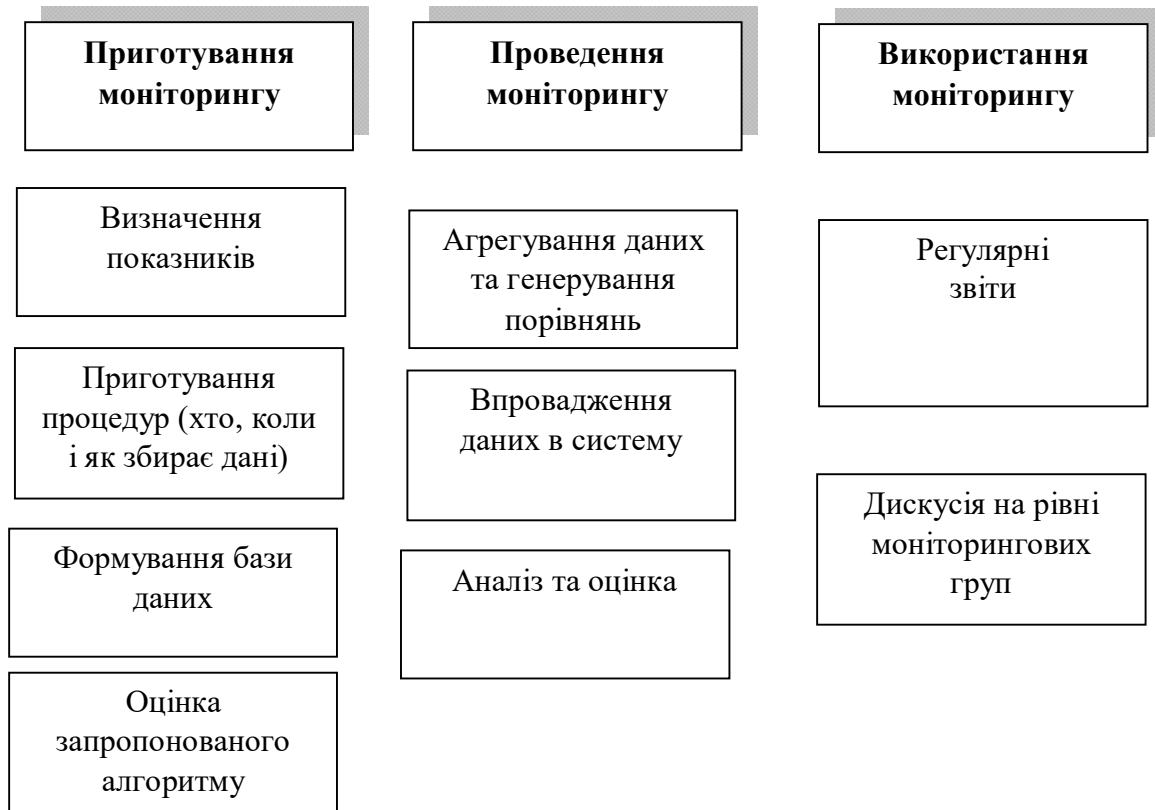 Приготування
моніторингу
Визначення
показників
Приготування
процедур (хто, коли
і як збирає дані)
Формування бази
даних
Оцінка
запропонованого
алгоритму
Проведення
моніторингу
Агрегування даних
та генерування
порівнянь
Впровадження
даних в систему
Аналіз та оцінка
Використання
моніторингу
Регулярні
звіти
Дискусія на рівні
моніторингових
груп